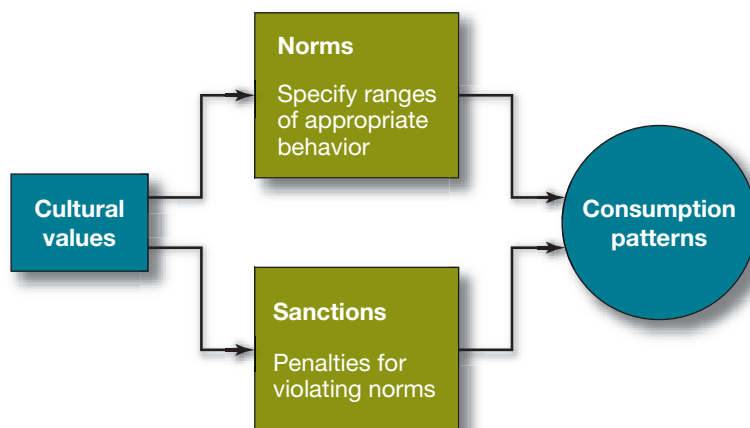 Norms
Specify ranges
of appropriate
behavior
Cultural
values
Consumption
patterns
Sanctions
Penalties for
violating norms